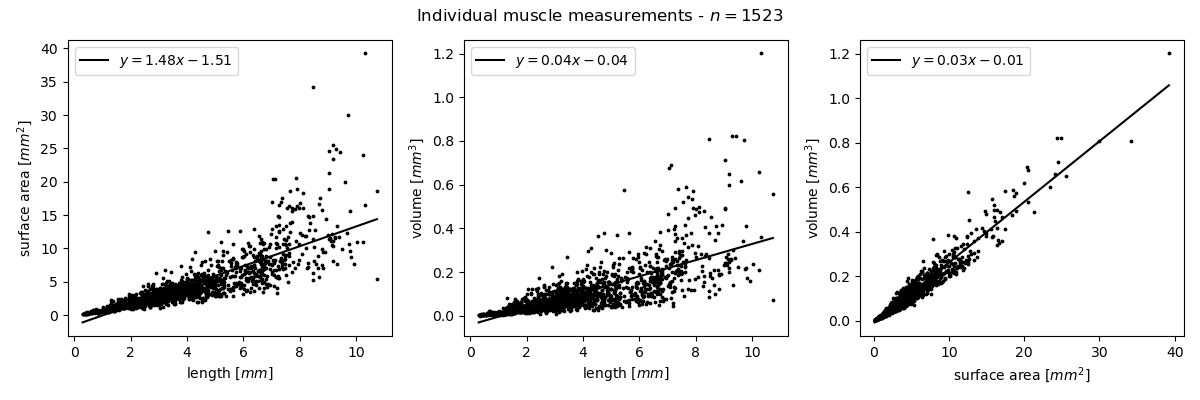 Individual muscle measurements - n = 1523
y = 1.48x − 1.51
40
35
30
25
20
15
10
5
0
surface area [mm²]
0 2 4 6 8 10
length [mm]
y = 0.04x − 0.04
1.2
1.0
0.8
0.6
0.4
0.2
0.0
volume [mm³]
0 2 4 6 8 10
length [mm]
y = 0.03x − 0.01
1.2
1.0
0.8
0.6
0.4
0.2
0.0
volume [mm³]
0 10 20 30 40
surface area [mm²]